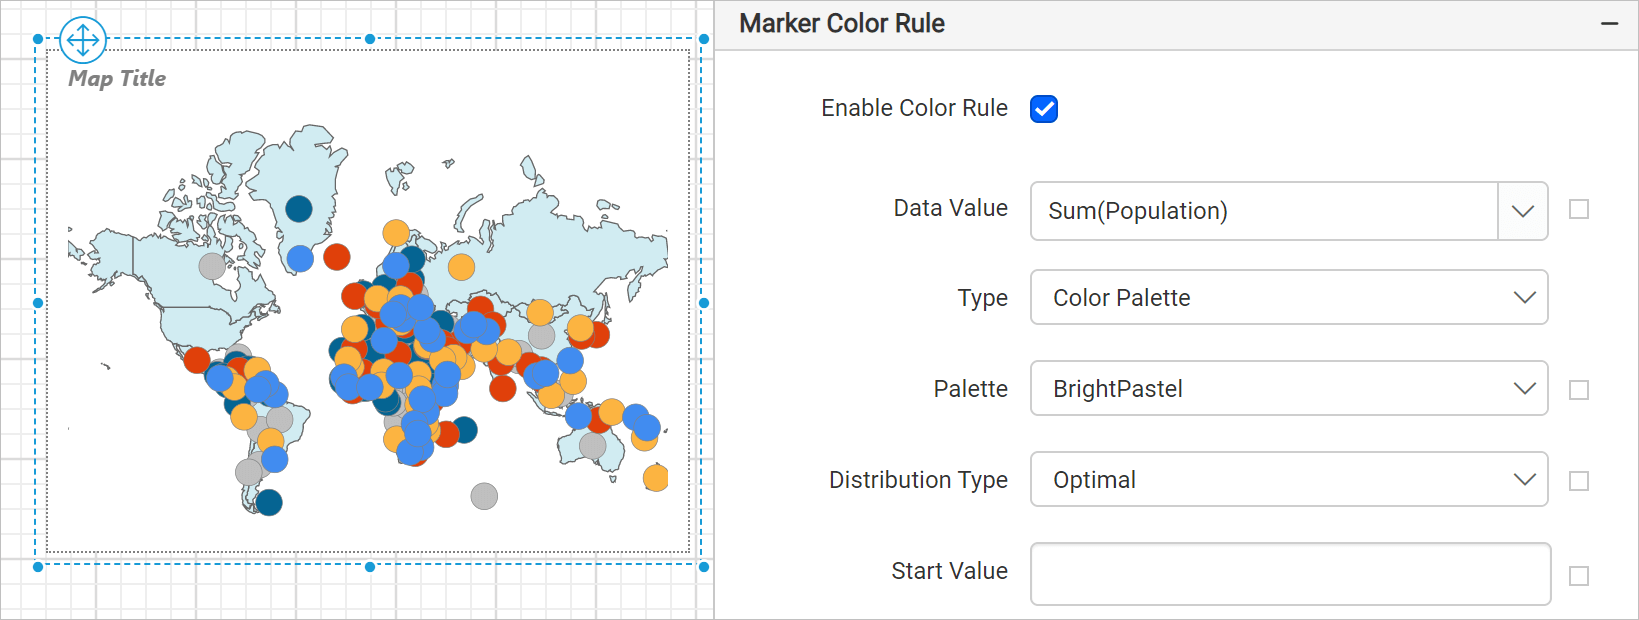 Map Title
Marker Color Rule
Enable Color Rule
Data Value
Sum(Population)
Type
Color Palette
Palette
BrightPastel
Distribution Type
Optimal
Start Value